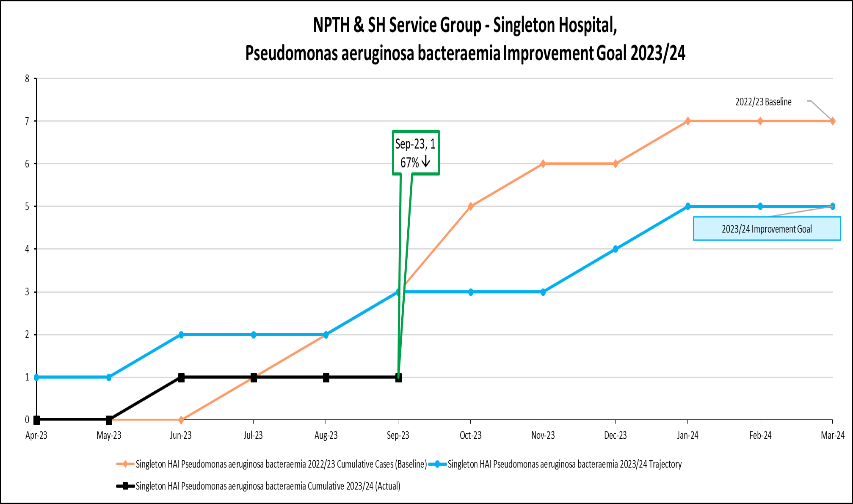 NPTH & SH Service Group - Singleton Hospital,
Pseudomonas aeruginosa bacteraemia Improvement Goal 2023/24
8
7
6
5
4
3
2
1
0
2022/23 Baseline
Sep-23, 1
67% ↓
2023/24 Improvement Goal
Apr-23 May-23 Jun-23 Jul-23 Aug-23 Sep-23 Oct-23 Nov-23 Dec-23 Jan-24 Feb-24 Mar-24
Singleton HAI Pseudomonas aeruginosa bacteraemia 2022/23 Cumulative Cases (Baseline) Singleton HAI Pseudomonas aeruginosa bacteraemia 2023/24 Trajectory
Singleton HAI Pseudomonas aeruginosa bacteraemia Cumulative 2023/24 (Actual)